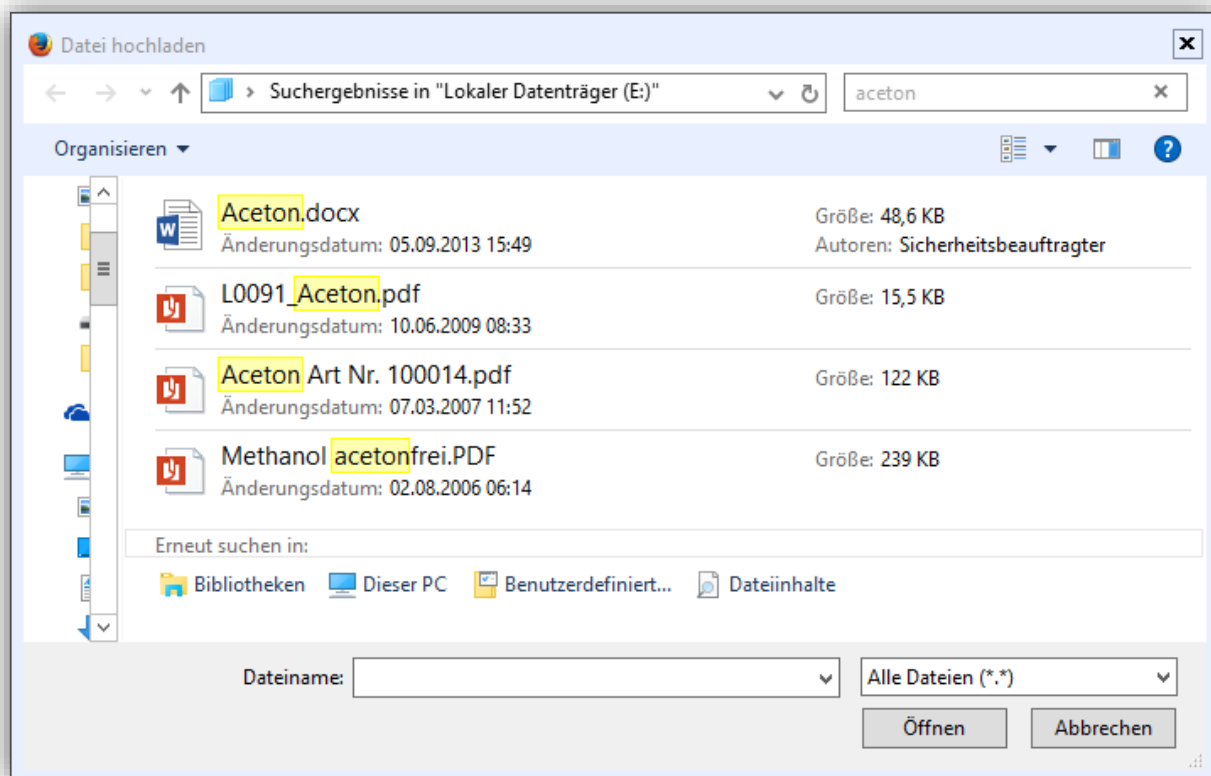 Datei hochladen
Suchergebnisse in "Lokaler Datenträger (E:)"
aceton
Organisieren
Aceton.docx
Größe: 48,6 KB
Änderungsdatum: 05.09.2013 15:49
Autoren: Sicherheitsbeauftragter
L0091_Aceton.pdf
Größe: 15,5 KB
Änderungsdatum: 10.06.2009 08:33
Aceton Art Nr. 100014.pdf
Größe: 122 KB
Änderungsdatum: 07.03.2007 11:52
Methanol acetonfrei.PDF
Größe: 239 KB
Änderungsdatum: 02.08.2006 06:14
Erneut suchen in:
Bibliotheken Dieser PC Benutzerdefiniert... Dateiinhalte
Dateiname:
Alle Dateien (*.*)
Öffnen Abbrechen